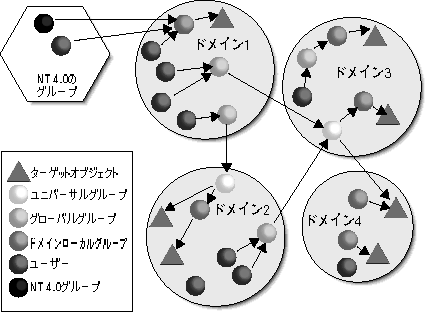 NT4.0の
グループ
ドメイン1
ドメイン3
ターゲットオブジェクト
ユニバーサルグループ
グローバルグループ
ドメインローカルグループ
ユーザー
NT4.0グループ
ドメイン2
ドメイン4